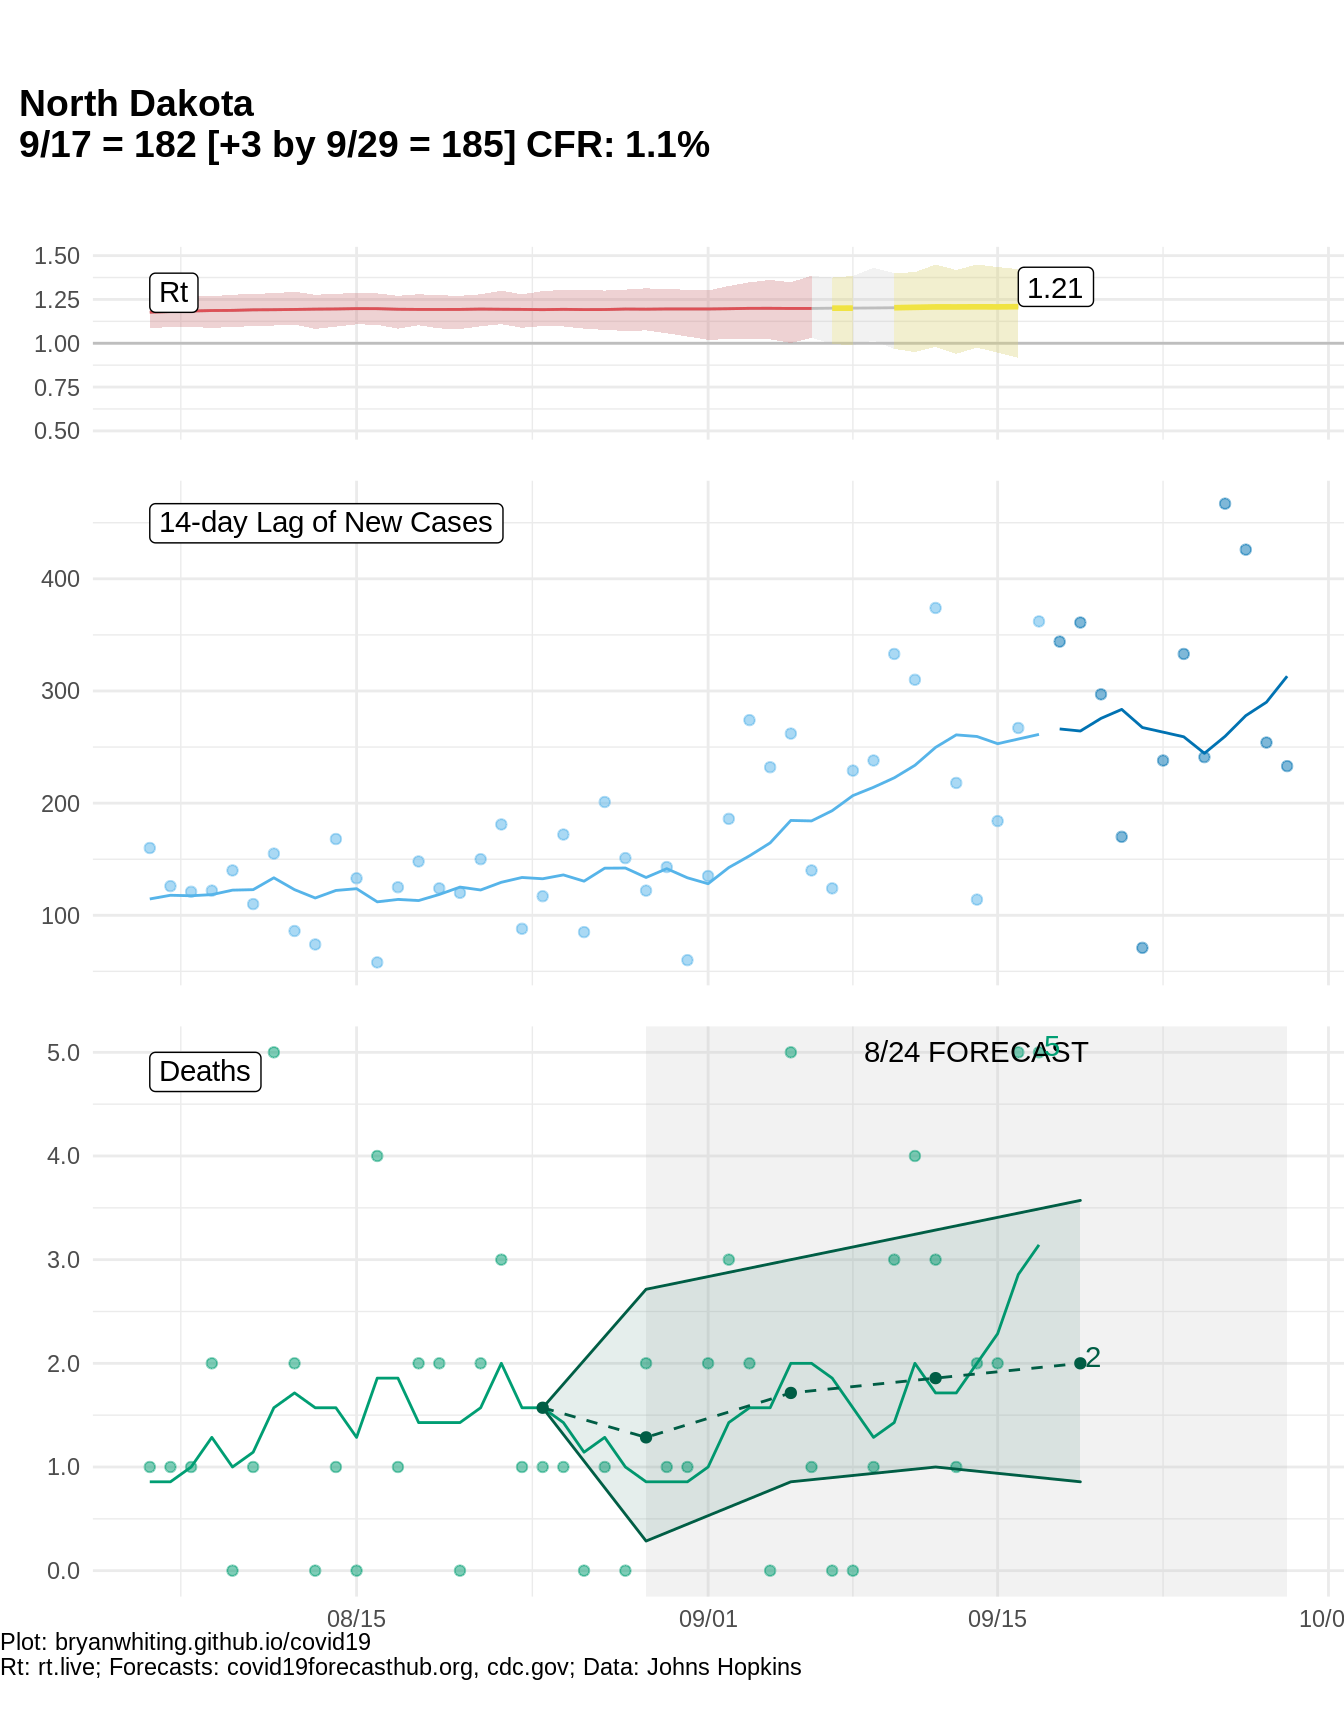 North Dakota
9/17 = 182 [+3 by 9/29 = 185] CFR: 1.1%
1.50
1.25
1.00
0.75
0.50
Rt
1.21
14-day Lag of New Cases
400
300
200
100
Deaths
8/24 FORECAST
5
2
5.0
4.0
3.0
2.0
1.0
0.0
08/15
09/01
09/15
10/0
Plot: bryanwhiting.github.io/covid19
Rt: rt.live; Forecasts: covid19forecasthub.org, cdc.gov; Data: Johns Hopkins